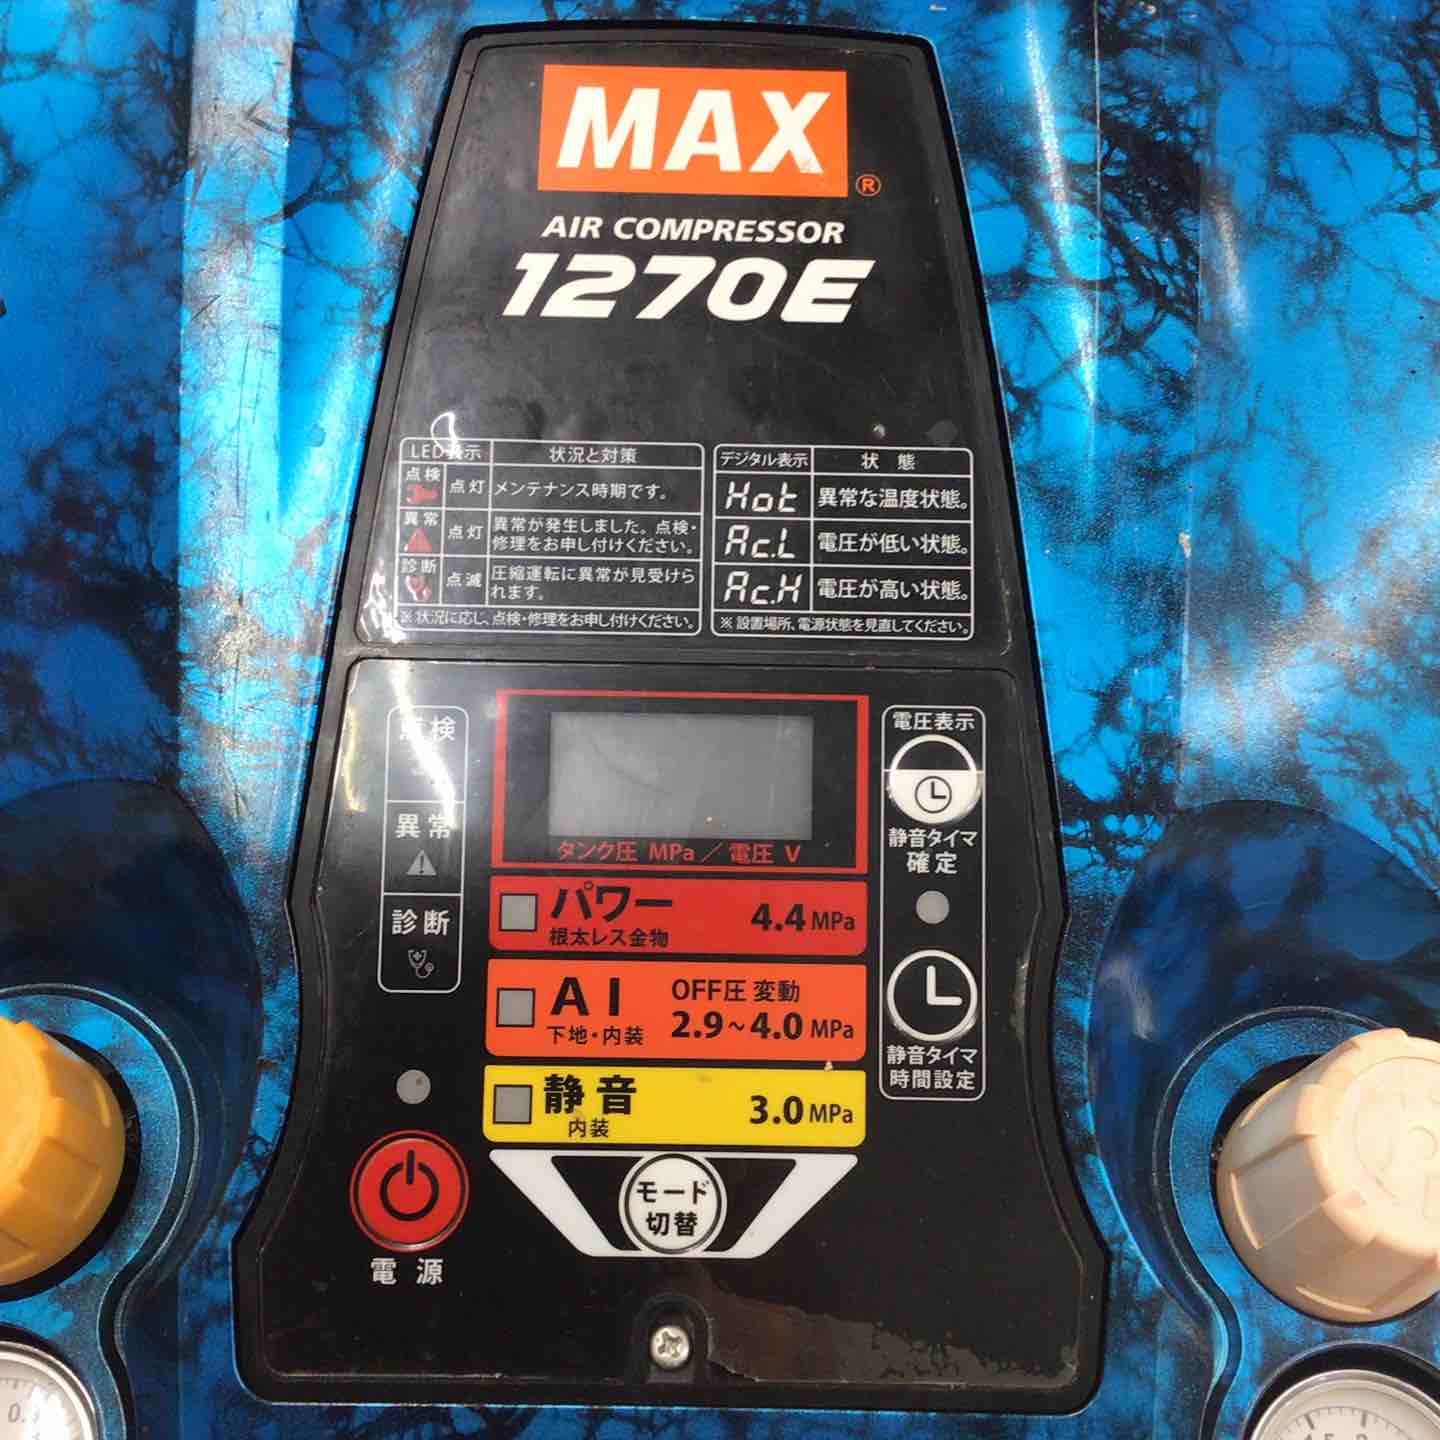 MAX
®
AIR COMPRESSOR
1270E
LED表示 状況と対策
点検 点灯 メンテナンス時期です。
異常 点灯 異常が発生しました。点検・
修理をお申し付けください。
診断 点滅 圧縮運転に異常が見受けら
れます。
※状況に応じ、点検・修理をお申し付けください。
デジタル表示 状態
Hot 異常な温度状態。
Ac.L 電圧が低い状態。
Ac.H 電圧が高い状態。
※設置場所、電源状態を見直してください。
点検
異常
診断
タンク圧 MPa／電圧 V
パワー 4.4 MPa
根太レス金物
AI OFF圧 変動
下地・内装 2.9~4.0 MPa
静音 3.0 MPa
内装
モード
切替
電源
電圧表示
静音タイマ
確定
静音タイマ
時間設定